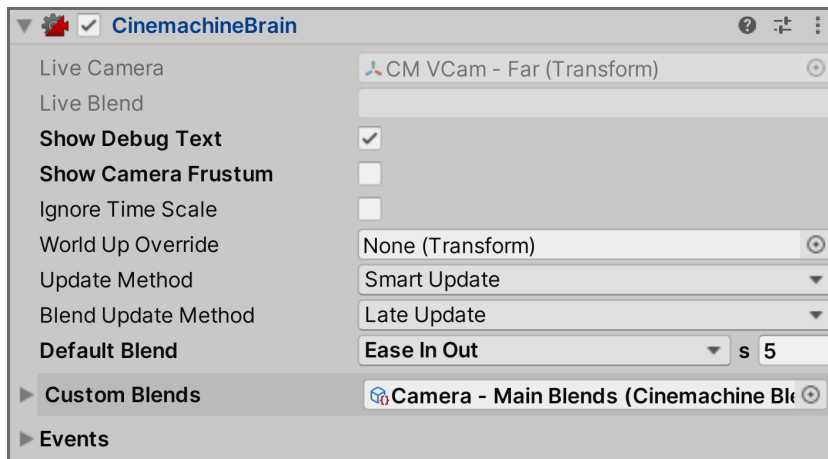 CinemachineBrain
Live Camera CM VCam - Far (Transform)
Live Blend
Show Debug Text
Show Camera Frustum
Ignore Time Scale
World Up Override None (Transform)
Update Method Smart Update
Blend Update Method Late Update
Default Blend Ease In Out s 5
Custom Blends Camera - Main Blends (Cinemachine Ble
Events